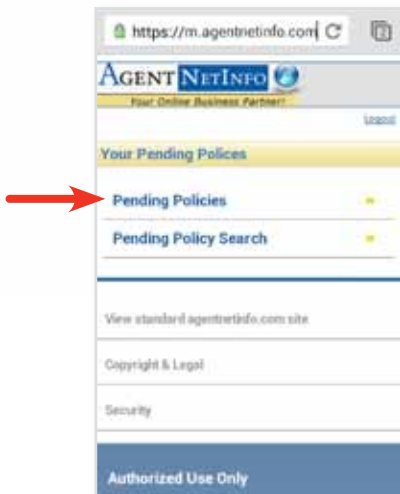 https://m.agentnetinfo.com
AGENT NETINFO
Your Online Business Partner!
Logout
Your Pending Polices
Pending Policies
Pending Policy Search
View standard agentnetinfo.com site
Copyright & Legal
Security
Authorized Use Only